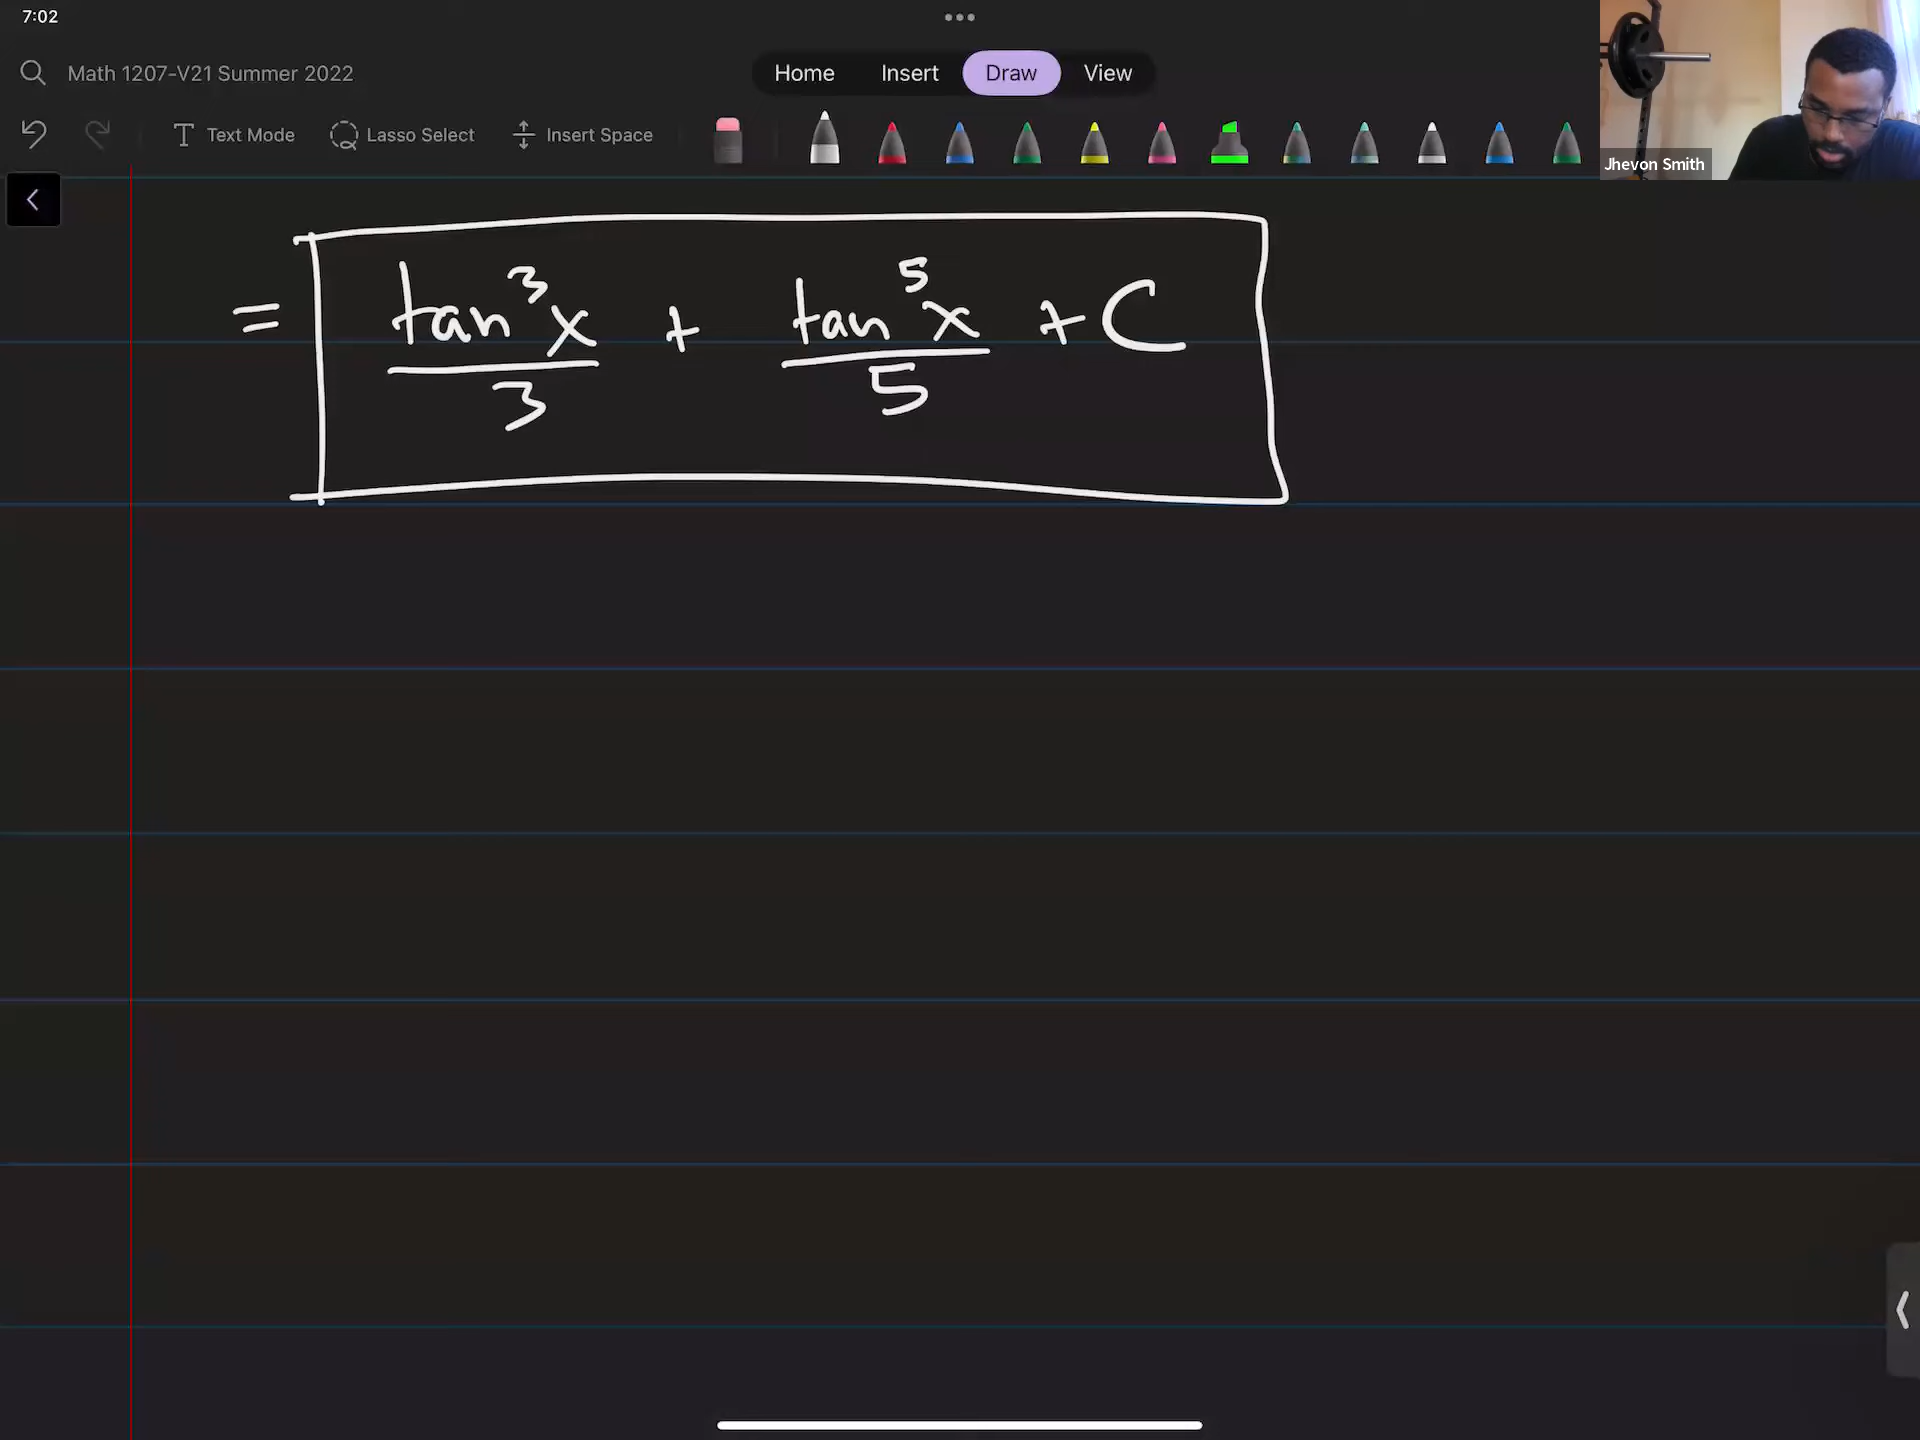 7:02
Math 1207-V21 Summer 2022
Home Insert Draw View
Text Mode Lasso Select Insert Space
Jhevon Smith
= tan³x/3 + tan⁵x/5 + C